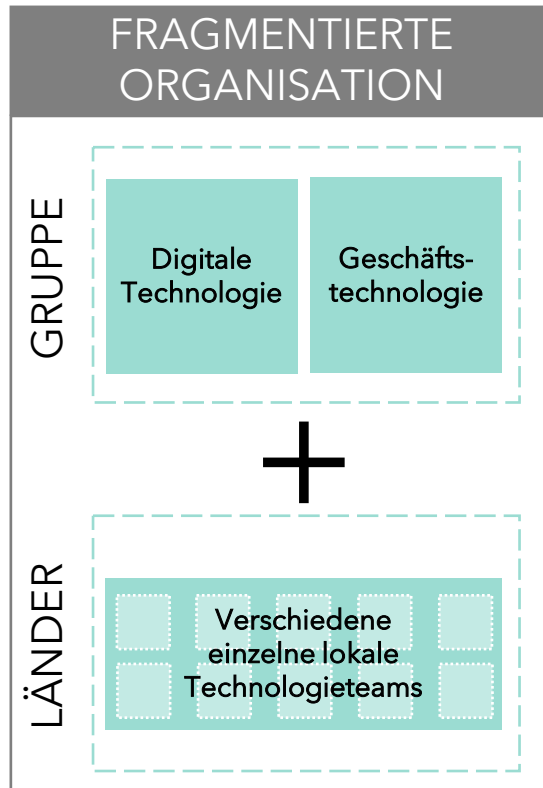 FRAGMENTIERTE
ORGANISATION
GRUPPE
Digitale
Technologie
Geschäfts-
technologie
+
LÄNDER
Verschiedene
einzelne lokale
Technologieteams